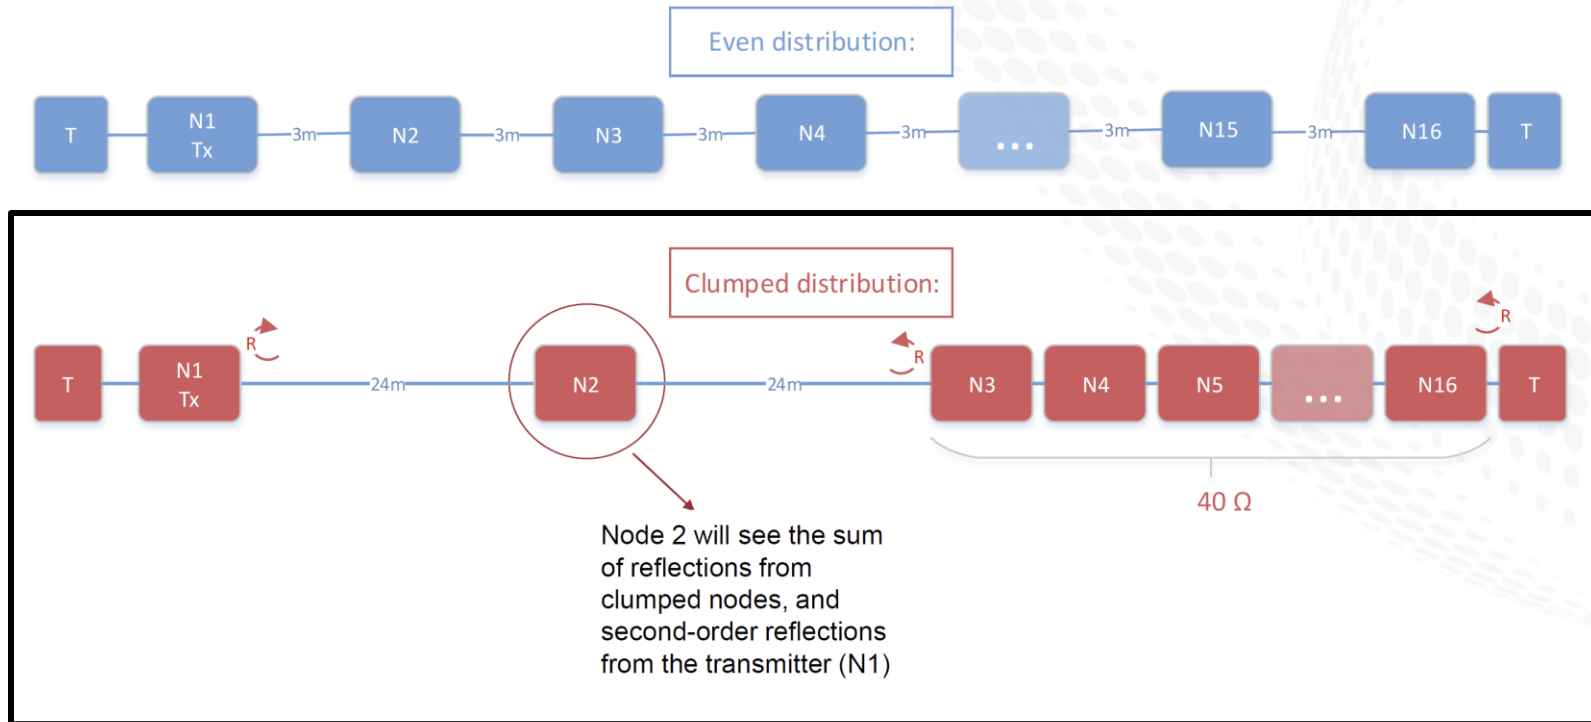 Even distribution:
T
N1
Tx
3m
N2
3m
N3
3m
N4
3m
...
3m
N15
3m
N16
T
Clumped distribution:
R
R
R
T
N1
Tx
24m
N2
24m
N3
N4
N5
...
N16
T
40 Ω
Node 2 will see the sum
of reflections from
clumped nodes, and
second-order reflections
from the transmitter (N1)